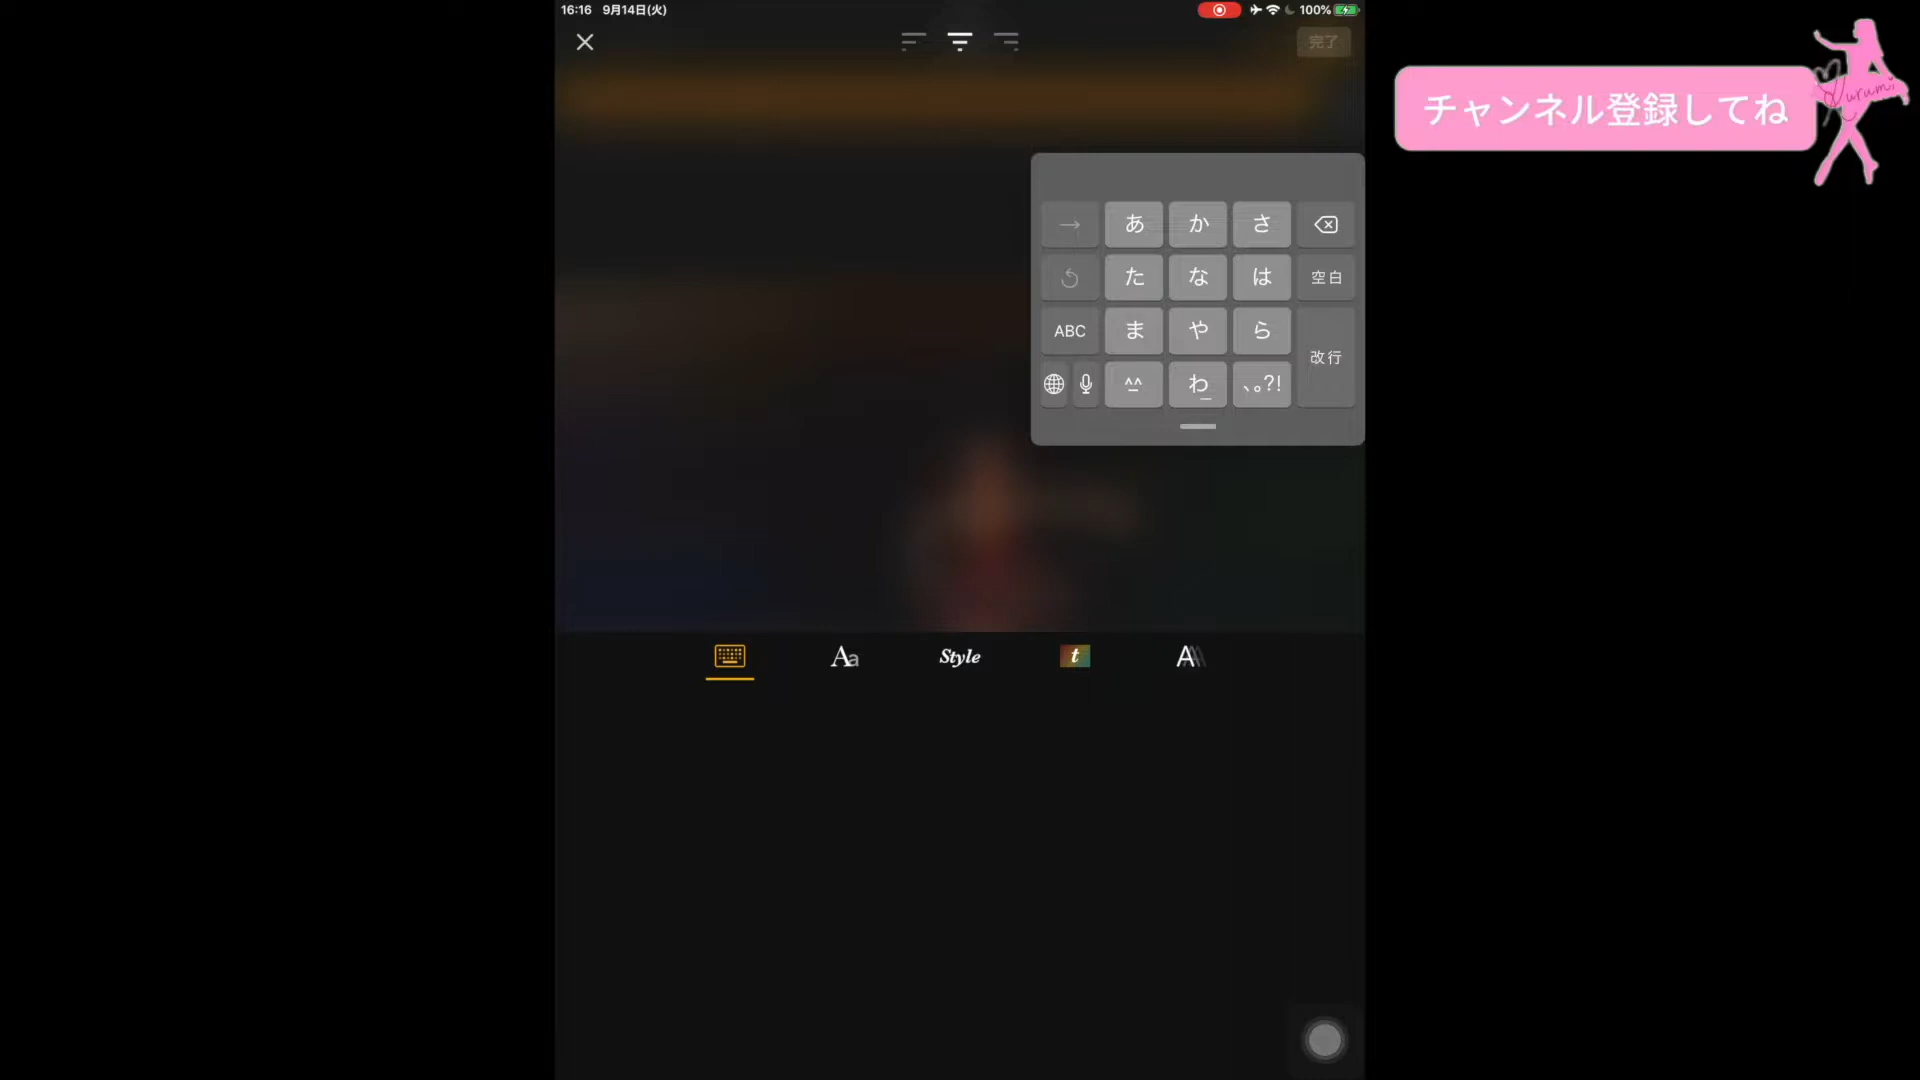 16:16 9月14日(火)
100%
完了
チャンネル登録してね
Yurumi
→ あ か さ
た な は 空白
ABC ま や ら
改行
^^ わ_ 、。?!
Aa Style t A